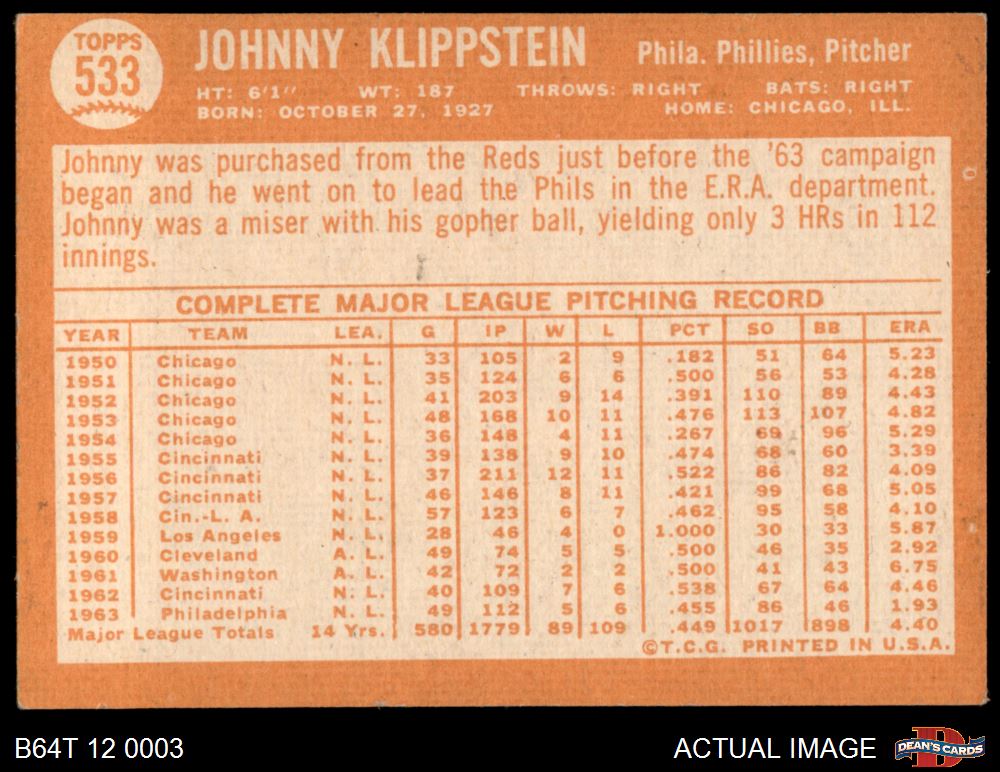 TOPPS
533
JOHNNY KLIPPSTEIN Phila. Phillies, Pitcher
HT: 6'1" WT: 187 THROWS: RIGHT BATS: RIGHT
BORN: OCTOBER 27, 1927 HOME: CHICAGO, ILL.
Johnny was purchased from the Reds just before the '63 campaign
began and he went on to lead the Phils in the E.R.A. department.
Johnny was a miser with his gopher ball, yielding only 3 HRs in 112
innings.
COMPLETE MAJOR LEAGUE PITCHING RECORD
YEAR TEAM LEA. G IP W L PCT SO BB ERA
1950 Chicago N. L. 33 105 2 9 .182 51 64 5.23
1951 Chicago N. L. 35 124 6 6 .500 56 53 4.28
1952 Chicago N. L. 41 203 9 14 .391 110 89 4.43
1953 Chicago N. L. 48 168 10 11 .476 113 107 4.82
1954 Chicago N. L. 36 148 4 11 .267 69 96 5.29
1955 Cincinnati N. L. 39 138 9 10 .474 68 60 3.39
1956 Cincinnati N. L. 37 211 12 11 .522 86 82 4.09
1957 Cincinnati N. L. 46 146 8 11 .421 99 68 5.05
1958 Cin.-L. A. N. L. 57 123 6 7 .462 95 58 4.10
1959 Los Angeles N. L. 28 46 4 0 1.000 30 33 5.87
1960 Cleveland A. L. 49 74 5 5 .500 46 35 2.92
1961 Washington A. L. 42 72 2 2 .500 41 43 6.75
1962 Cincinnati N. L. 40 109 7 6 .538 67 64 4.46
1963 Philadelphia N. L. 49 112 5 6 .455 86 46 1.93
Major League Totals 14 Yrs. 580 1779 89 109 .449 1017 898 4.40
©T.C.G. PRINTED IN U.S.A.
B64T 12 0003 ACTUAL IMAGE DEAN'S CARDS